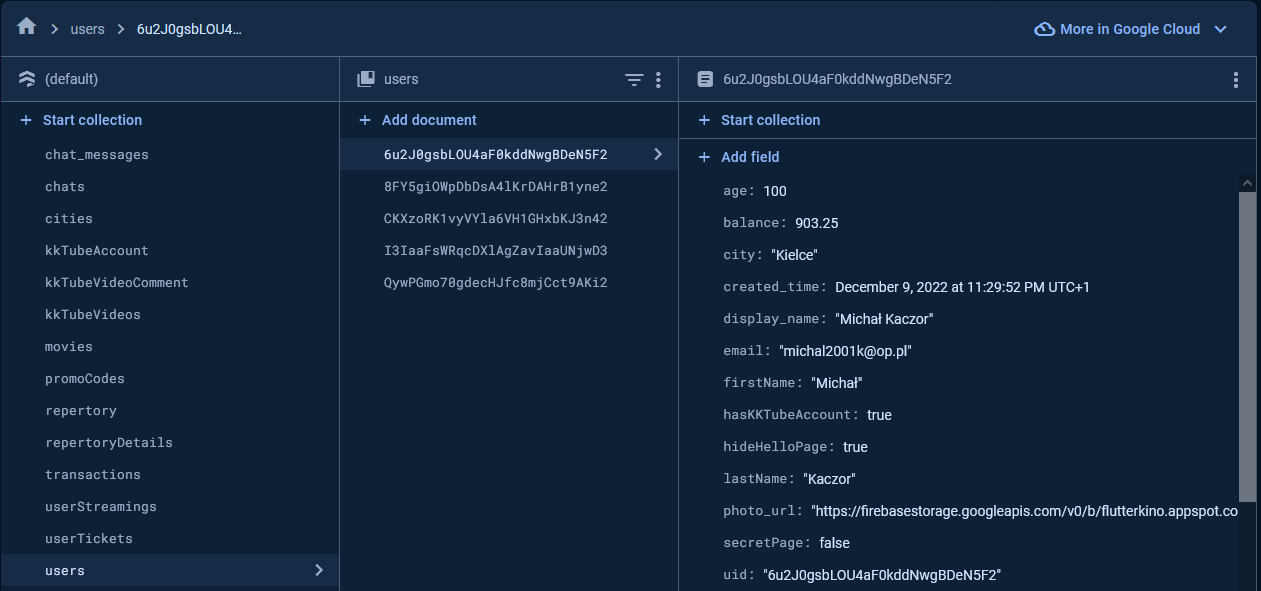 users
6u2J0gsbLOU4…
More in Google Cloud
(default)
Start collection
chat_messages
chats
cities
kkTubeAccount
kkTubeVideoComment
kkTubeVideos
movies
promoCodes
repertory
repertoryDetails
transactions
userStreamings
userTickets
users
users
Add document
6u2J0gsbLOU4aF0kddNwgBDeN5F2
8FY5giOWpDbDsA4lKrDAHrB1yne2
CKXzoRK1vyVYla6VH1GHxbKJ3n42
I3IaaFsWRqcDXlAgZavIaaUNjwD3
QywPGmo70gdecHJfc8mjCct9AKi2
6u2J0gsbLOU4aF0kddNwgBDeN5F2
Start collection
Add field
age: 100
balance: 903.25
city: "Kielce"
created_time: December 9, 2022 at 11:29:52 PM UTC+1
display_name: "Michał Kaczor"
email: "michal2001k@op.pl"
firstName: "Michał"
hasKKTubeAccount: true
hideHelloPage: true
lastName: "Kaczor"
photo_url: "https://firebasestorage.googleapis.com/v0/b/flutterkino.appspot.co
secretPage: false
uid: "6u2J0gsbLOU4aF0kddNwgBDeN5F2"